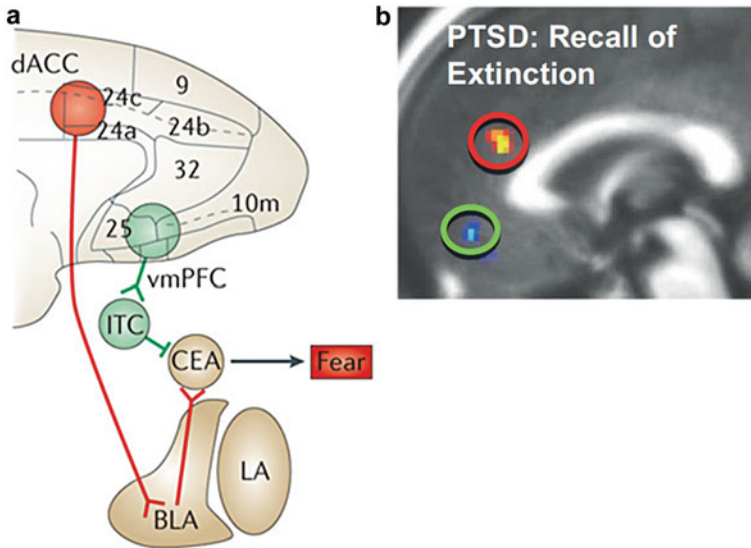 a
dACC
9
24c
24a
24b
32
10m
25
vmPFC
ITC
CEA
Fear
LA
BLA
b
PTSD: Recall of
Extinction